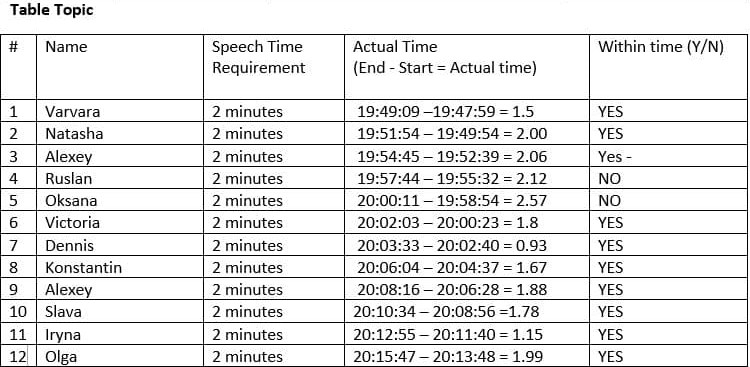 Table Topic
# Name Speech Time Requirement Actual Time (End - Start = Actual time) Within time (Y/N)
1 Varvara 2 minutes 19:49:09 –19:47:59 = 1.5 YES
2 Natasha 2 minutes 19:51:54 – 19:49:54 = 2.00 YES
3 Alexey 2 minutes 19:54:45 – 19:52:39 = 2.06 Yes -
4 Ruslan 2 minutes 19:57:44 – 19:55:32 = 2.12 NO
5 Oksana 2 minutes 20:00:11 – 19:58:54 = 2.57 NO
6 Victoria 2 minutes 20:02:03 – 20:00:23 = 1.8 YES
7 Dennis 2 minutes 20:03:33 – 20:02:40 = 0.93 YES
8 Konstantin 2 minutes 20:06:04 – 20:04:37 = 1.67 YES
9 Alexey 2 minutes 20:08:16 – 20:06:28 = 1.88 YES
10 Slava 2 minutes 20:10:34 – 20:08:56 =1.78 YES
11 Iryna 2 minutes 20:12:55 – 20:11:40 = 1.15 YES
12 Olga 2 minutes 20:15:47 – 20:13:48 = 1.99 YES